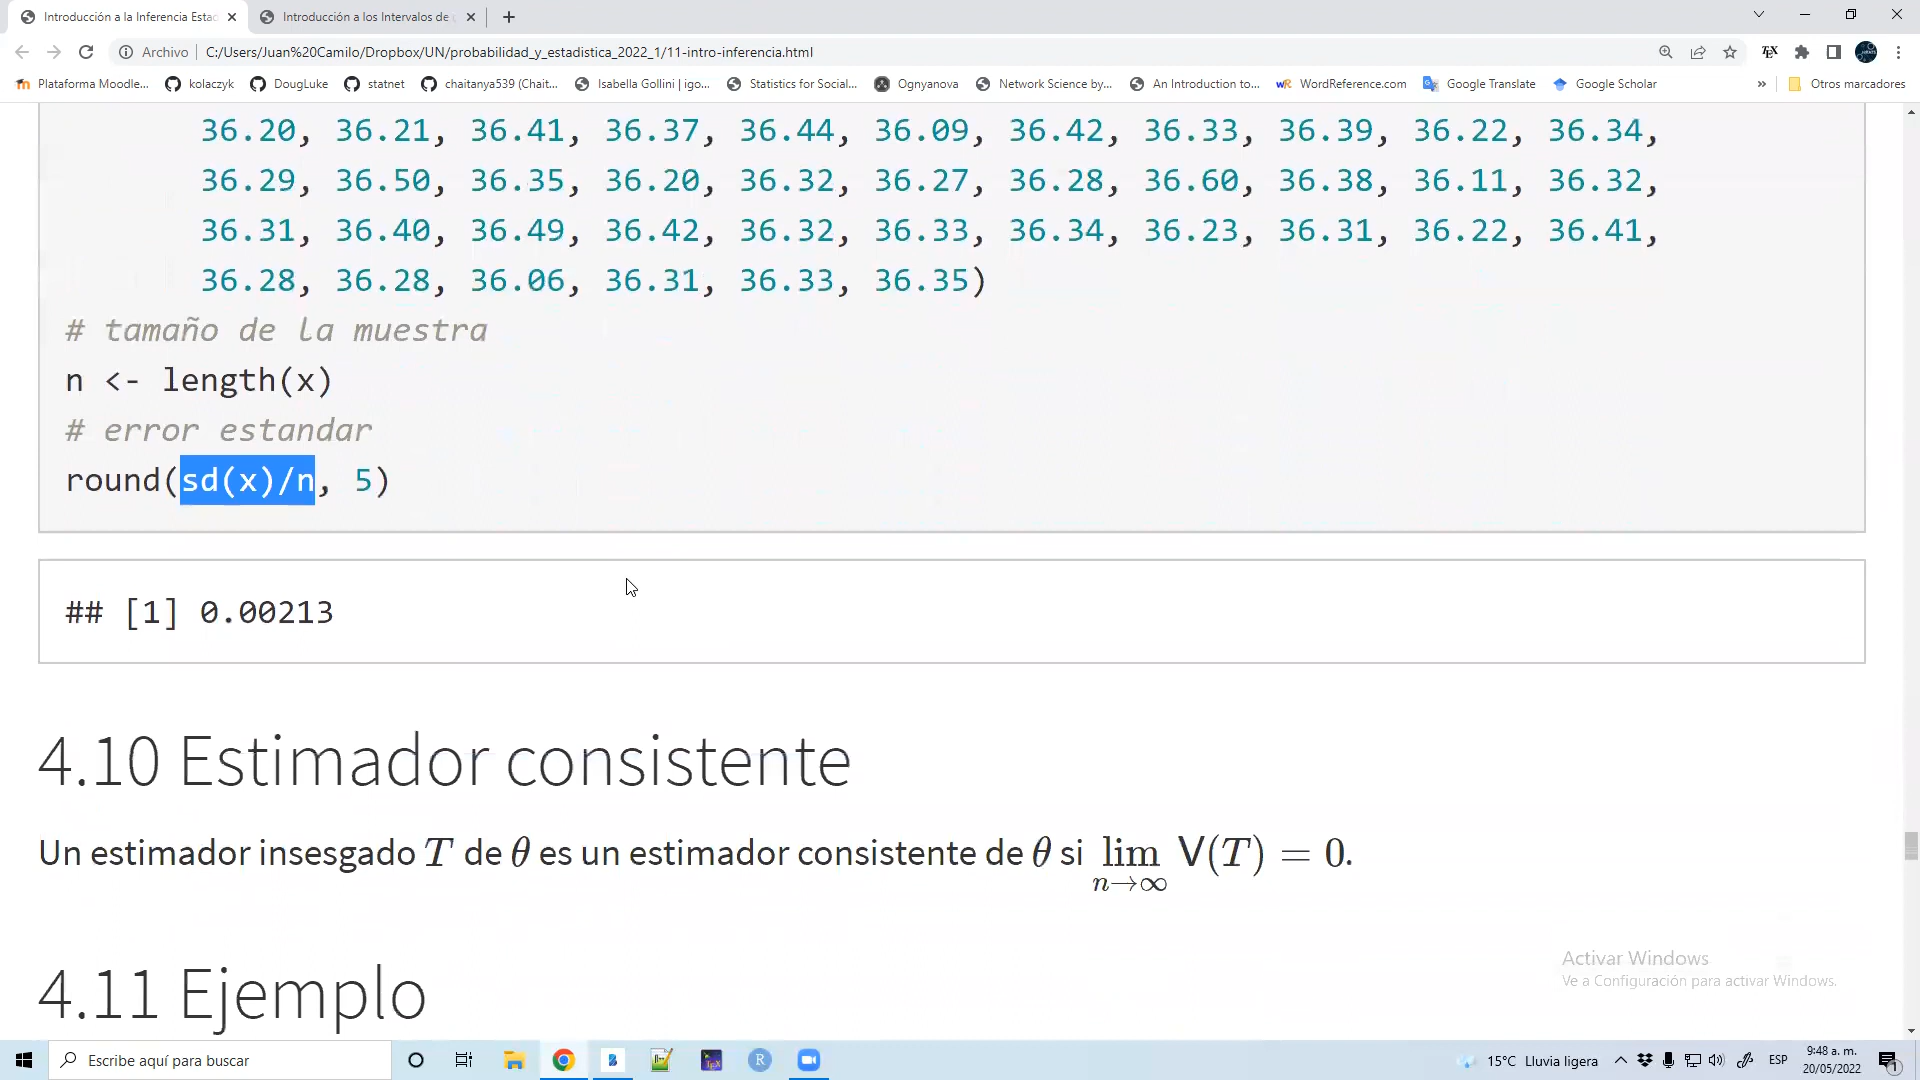 Introducción a la Inferencia Esta
Introducción a los Intervalos de
Archivo
C:/Users/Juan%20Camilo/Dropbox/UN/probabilidad_y_estadistica_2022_1/11-intro-inferencia.html
Plataforma Moodle...
kolaczyk
DougLuke
statnet
chaitanya539 (Chait...
Isabella Gollini | igo...
Statistics for Social...
Ognyanova
Network Science by...
An Introduction to...
WordReference.com
Google Translate
Google Scholar
»
Otros marcadores
36.20, 36.21, 36.41, 36.37, 36.44, 36.09, 36.42, 36.33, 36.39, 36.22, 36.34,
36.29, 36.50, 36.35, 36.20, 36.32, 36.27, 36.28, 36.60, 36.38, 36.11, 36.32,
36.31, 36.40, 36.49, 36.42, 36.32, 36.33, 36.34, 36.23, 36.31, 36.22, 36.41,
36.28, 36.28, 36.06, 36.31, 36.33, 36.35)
# tamaño de la muestra
n <- length(x)
# error estandar
round(sd(x)/n, 5)
## [1] 0.00213
4.10 Estimador consistente
Un estimador insesgado T de θ es un estimador consistente de θ si lim n→∞ V(T) = 0.
4.11 Ejemplo
Activar Windows
Ve a Configuración para activar Windows.
Escribe aquí para buscar
15°C Lluvia ligera
ESP
9:48 a. m.
20/05/2022